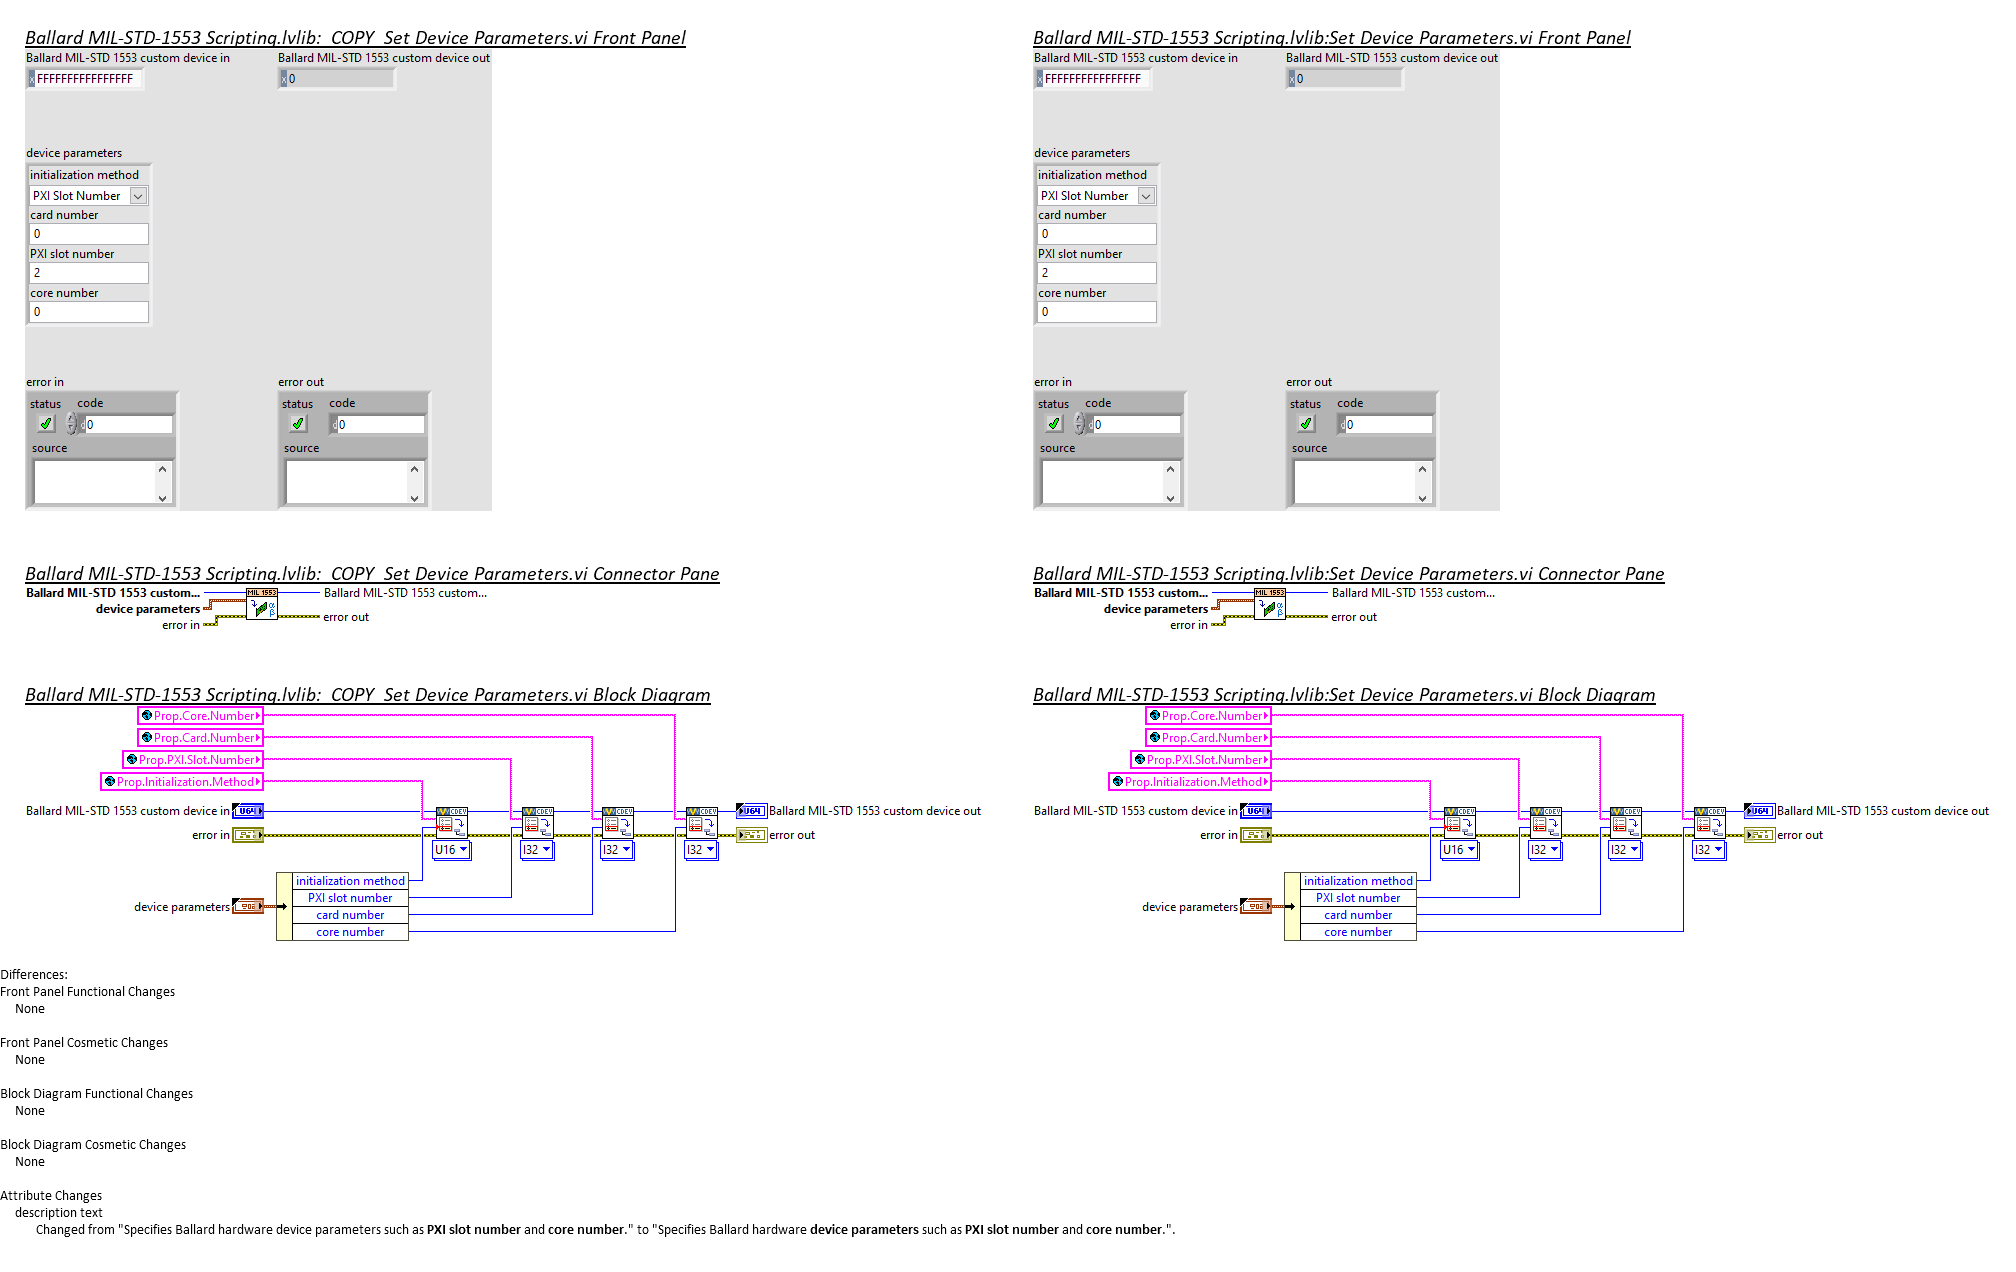 Ballard MIL-STD-1553 Scripting.lvlib:_COPY_Set Device Parameters.vi Front Panel
Ballard MIL-STD 1553 custom device in
Ballard MIL-STD 1553 custom device out
x FFFFFFFFFFFFFFFF
x 0
device parameters
initialization method
PXI Slot Number
card number
0
PXI slot number
2
core number
0
error in
error out
status code
status code
d 0
d 0
source
source
Ballard MIL-STD-1553 Scripting.lvlib:Set Device Parameters.vi Front Panel
Ballard MIL-STD 1553 custom device in
Ballard MIL-STD 1553 custom device out
x FFFFFFFFFFFFFFFF
x 0
device parameters
initialization method
PXI Slot Number
card number
0
PXI slot number
2
core number
0
error in
error out
status code
status code
d 0
d 0
source
source
Ballard MIL-STD-1553 Scripting.lvlib:_COPY_Set Device Parameters.vi Connector Pane
Ballard MIL-STD 1553 custom...
MIL 1553
Ballard MIL-STD 1553 custom...
device parameters
α
β
error in
error out
Ballard MIL-STD-1553 Scripting.lvlib:Set Device Parameters.vi Connector Pane
Ballard MIL-STD 1553 custom...
MIL 1553
Ballard MIL-STD 1553 custom...
device parameters
α
β
error in
error out
Ballard MIL-STD-1553 Scripting.lvlib:_COPY_Set Device Parameters.vi Block Diagram
Prop.Core.Number
Prop.Card.Number
Prop.PXI.Slot.Number
Prop.Initialization.Method
Ballard MIL-STD 1553 custom device in
U64
CDEV
CDEV
CDEV
CDEV
U64
Ballard MIL-STD 1553 custom device out
error in
error out
U16
I32
I32
I32
device parameters
initialization method
PXI slot number
card number
core number
Ballard MIL-STD-1553 Scripting.lvlib:Set Device Parameters.vi Block Diagram
Prop.Core.Number
Prop.Card.Number
Prop.PXI.Slot.Number
Prop.Initialization.Method
Ballard MIL-STD 1553 custom device in
U64
CDEV
CDEV
CDEV
CDEV
U64
Ballard MIL-STD 1553 custom device out
error in
error out
U16
I32
I32
I32
device parameters
initialization method
PXI slot number
card number
core number
Differences:
Front Panel Functional Changes
None
Front Panel Cosmetic Changes
None
Block Diagram Functional Changes
None
Block Diagram Cosmetic Changes
None
Attribute Changes
description text
Changed from "Specifies Ballard hardware device parameters such as PXI slot number and core number." to "Specifies Ballard hardware device parameters such as PXI slot number and core number.".